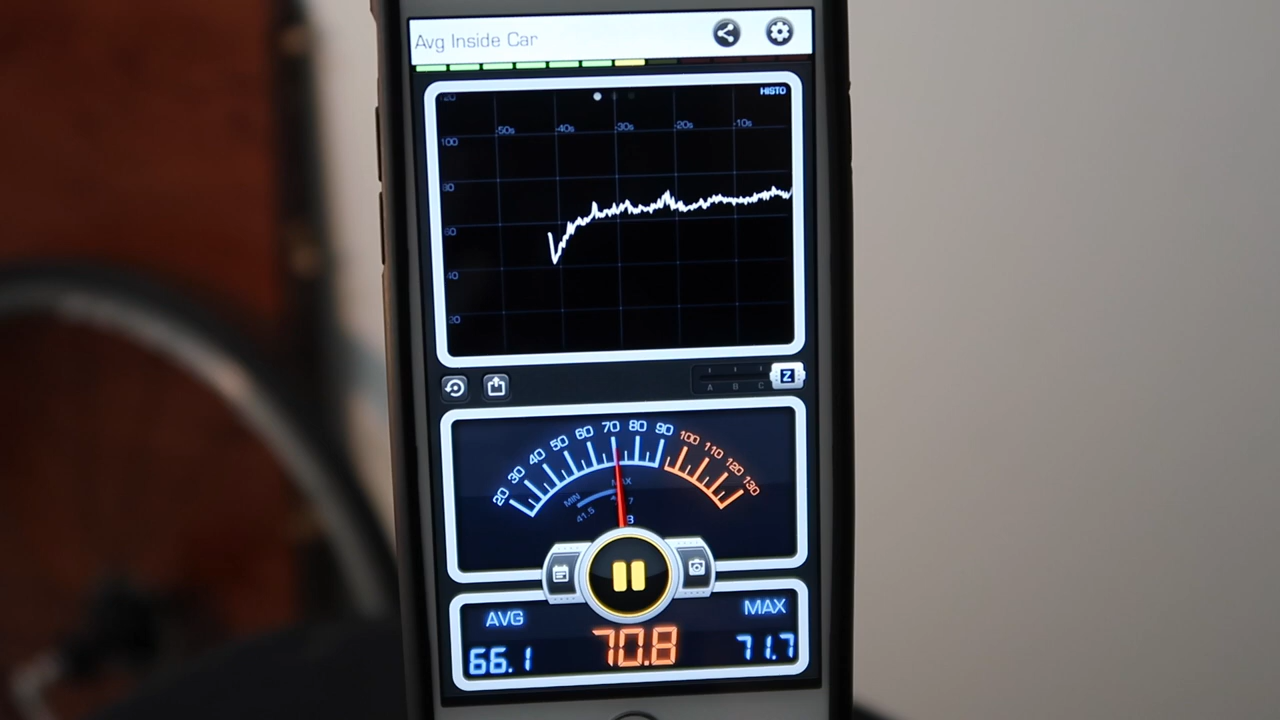 Avg Inside Car
HISTO
120
-50s -40s -30s -20s -10s
100
80
60
40
20
A B C Z
20 30 40 50 60 70 80 90 100 110 120 130
MIN
41.5
AVG MAX
66.1 70.8 71.7